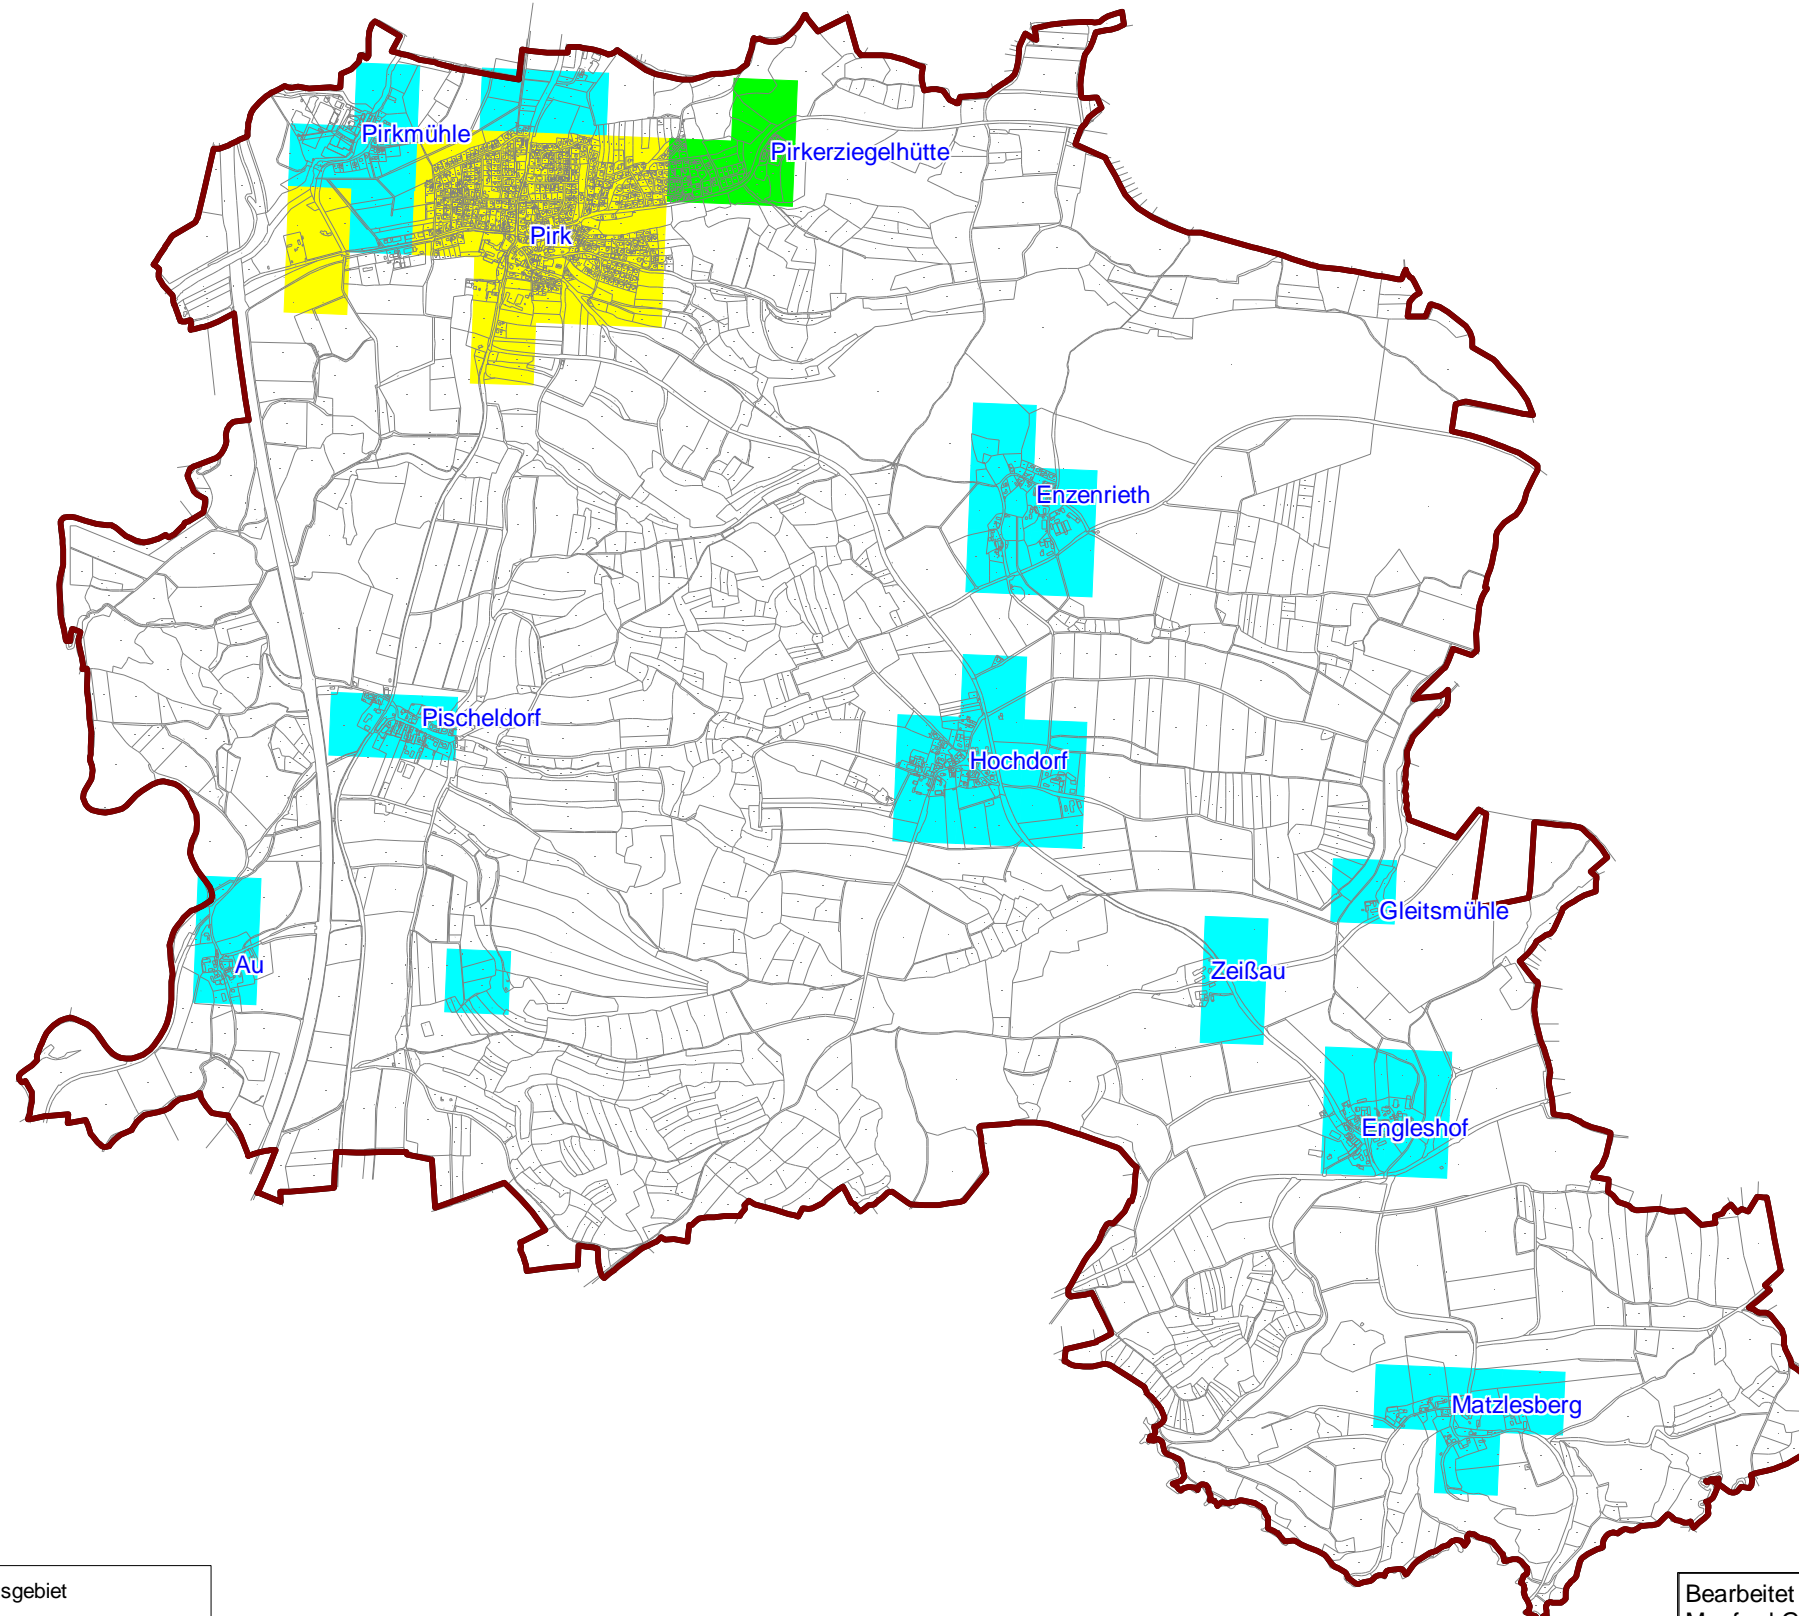 Pirkmühle
Pirkerziegelhütte
Pirk
Enzenrieth
Pischeldorf
Hochdorf
Gleitsmühle
Au
Zeißau
Engleshof
Matzlesberg
sgebiet
Bearbeitet